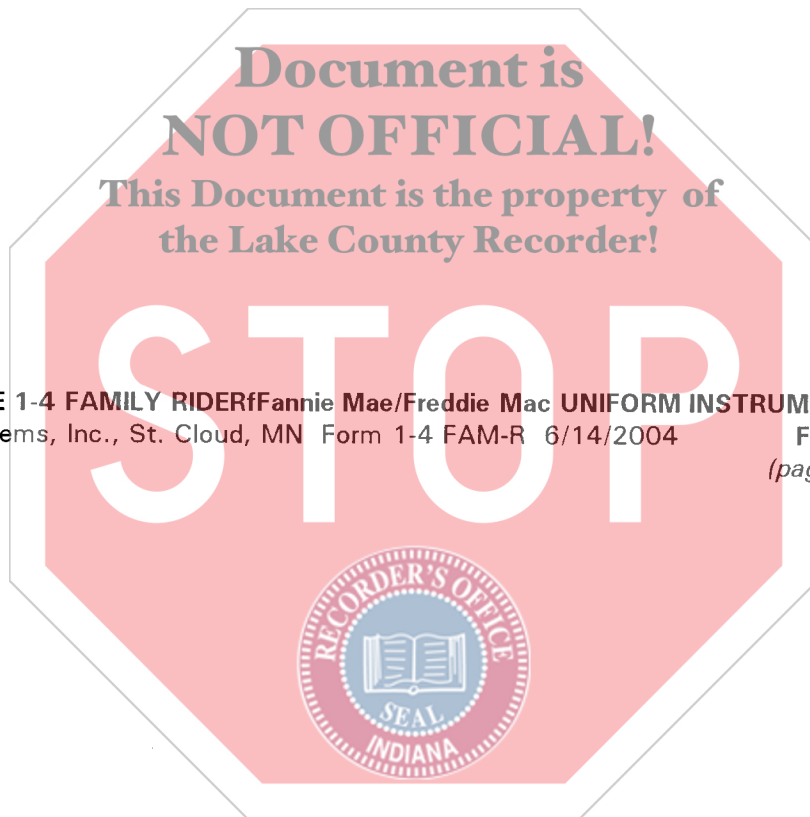 Document is
NOT OFFICIAL!
This Document is the property of
the Lake County Recorder!
E 1-4 FAMILY RIDERfFannie Mae/Freddie Mac UNIFORM INSTRUM
ems, Inc., St. Cloud, MN Form 1-4 FAM-R 6/14/2004 F
(pag
STOP
RECORDER'S OFFICE
SEAL
INDIANA